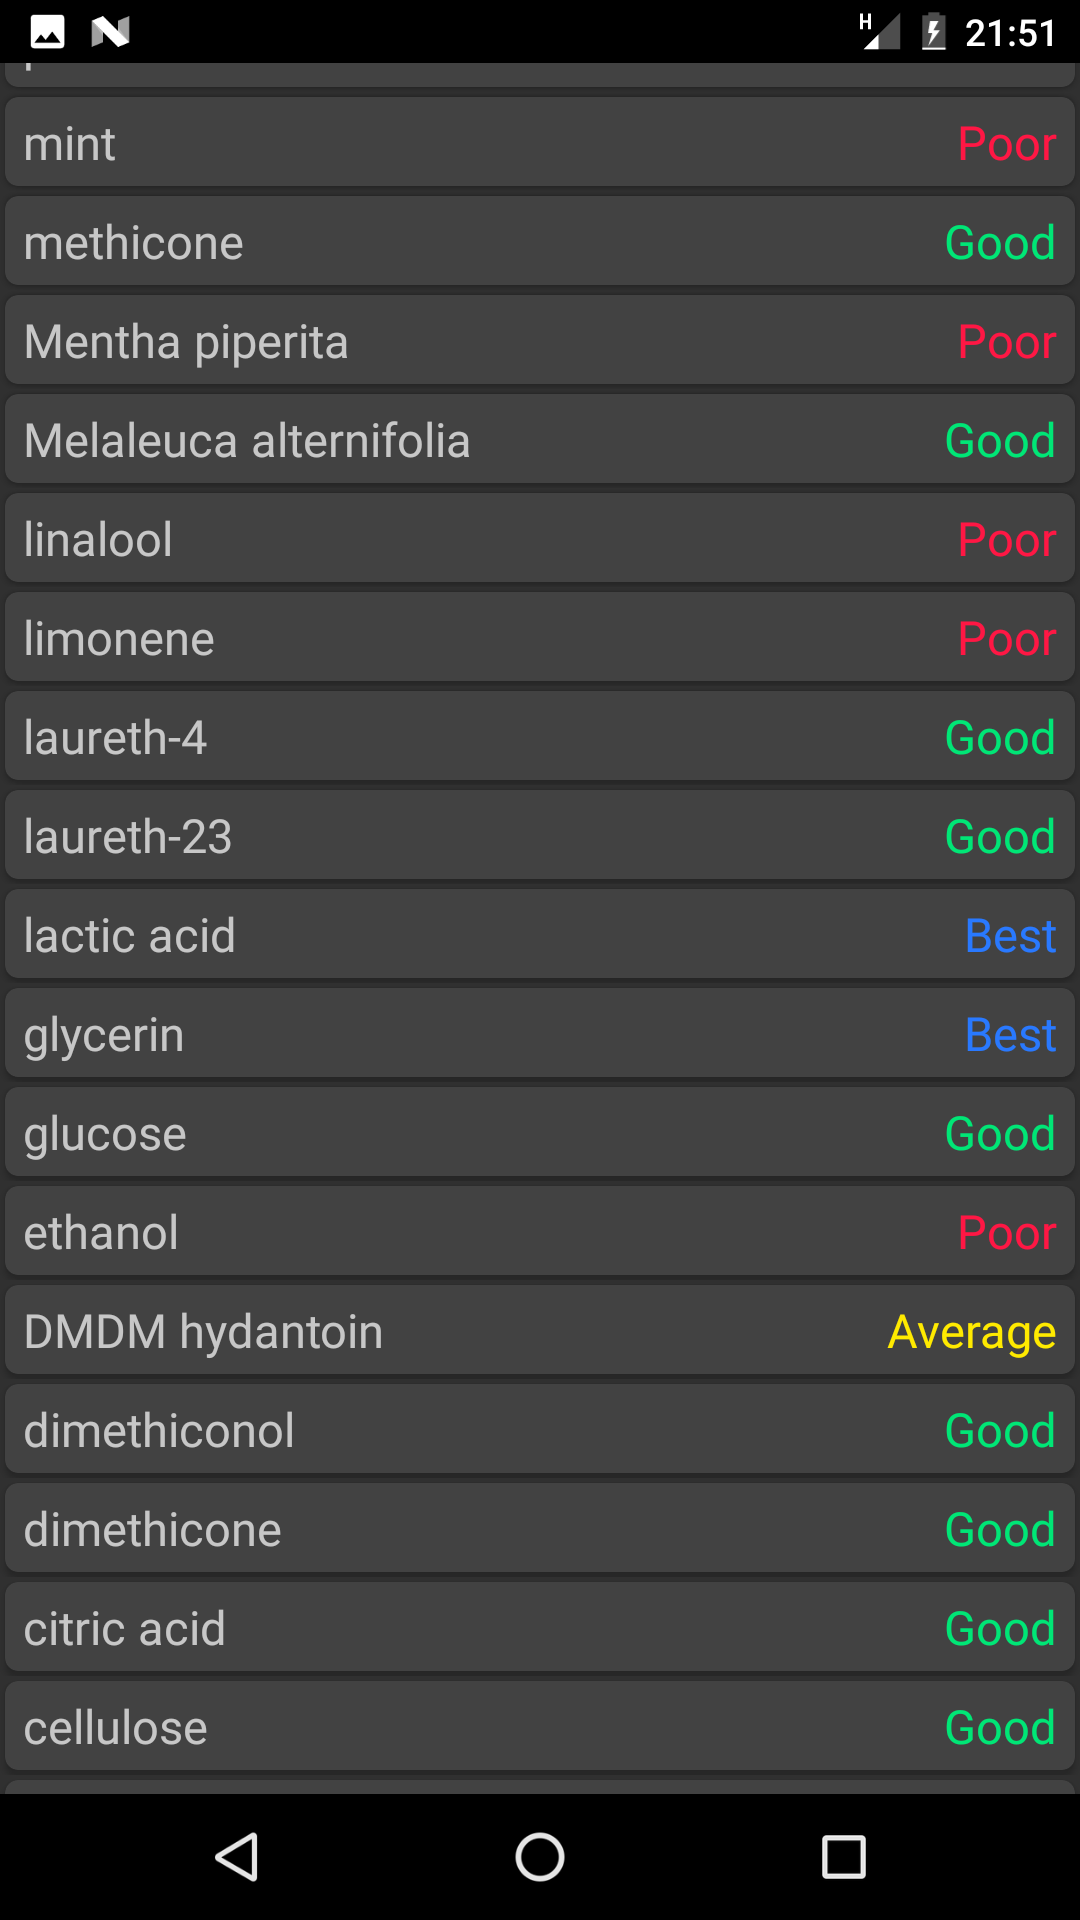 H 21:51
mint Poor
methicone Good
Mentha piperita Poor
Melaleuca alternifolia Good
linalool Poor
limonene Poor
laureth-4 Good
laureth-23 Good
lactic acid Best
glycerin Best
glucose Good
ethanol Poor
DMDM hydantoin Average
dimethiconol Good
dimethicone Good
citric acid Good
cellulose Good